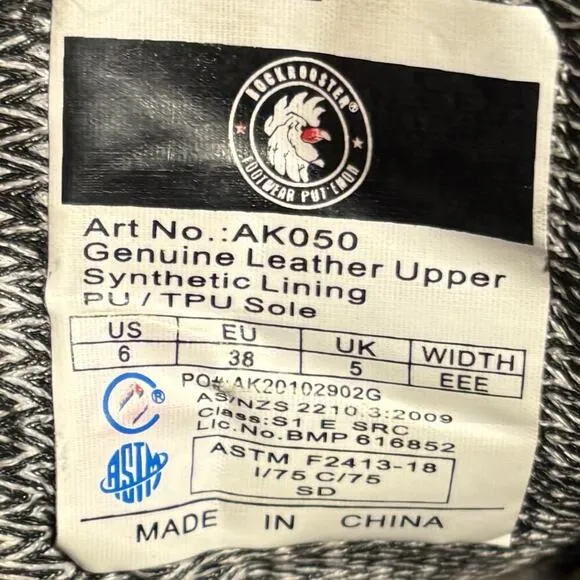 ROCKROOSTER®
FOOTWEAR PUT'EMON
Art No.:AK050
Genuine Leather Upper
Synthetic Lining
PU / TPU Sole
US EU UK WIDTH
6 38 5 EEE
PO#:AK20102902G
AS/NZS 2210.3:2009
Class:S1 E SRC
Lic.No.BMP 616852
®
ASTM
ASTM F2413-18
I/75 C/75
SD
MADE IN CHINA